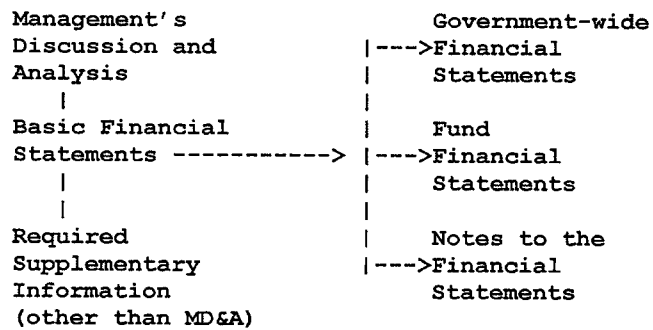 Management's                    Government-wide
Discussion and          |--->Financial
Analysis                |    Statements
|                       |
Basic Financial         |    Fund
Statements -----------> |--->Financial
|                       |    Statements
|                       |
Required                |    Notes to the
Supplementary           |--->Financial
Information                  Statements
(other than MD&A)